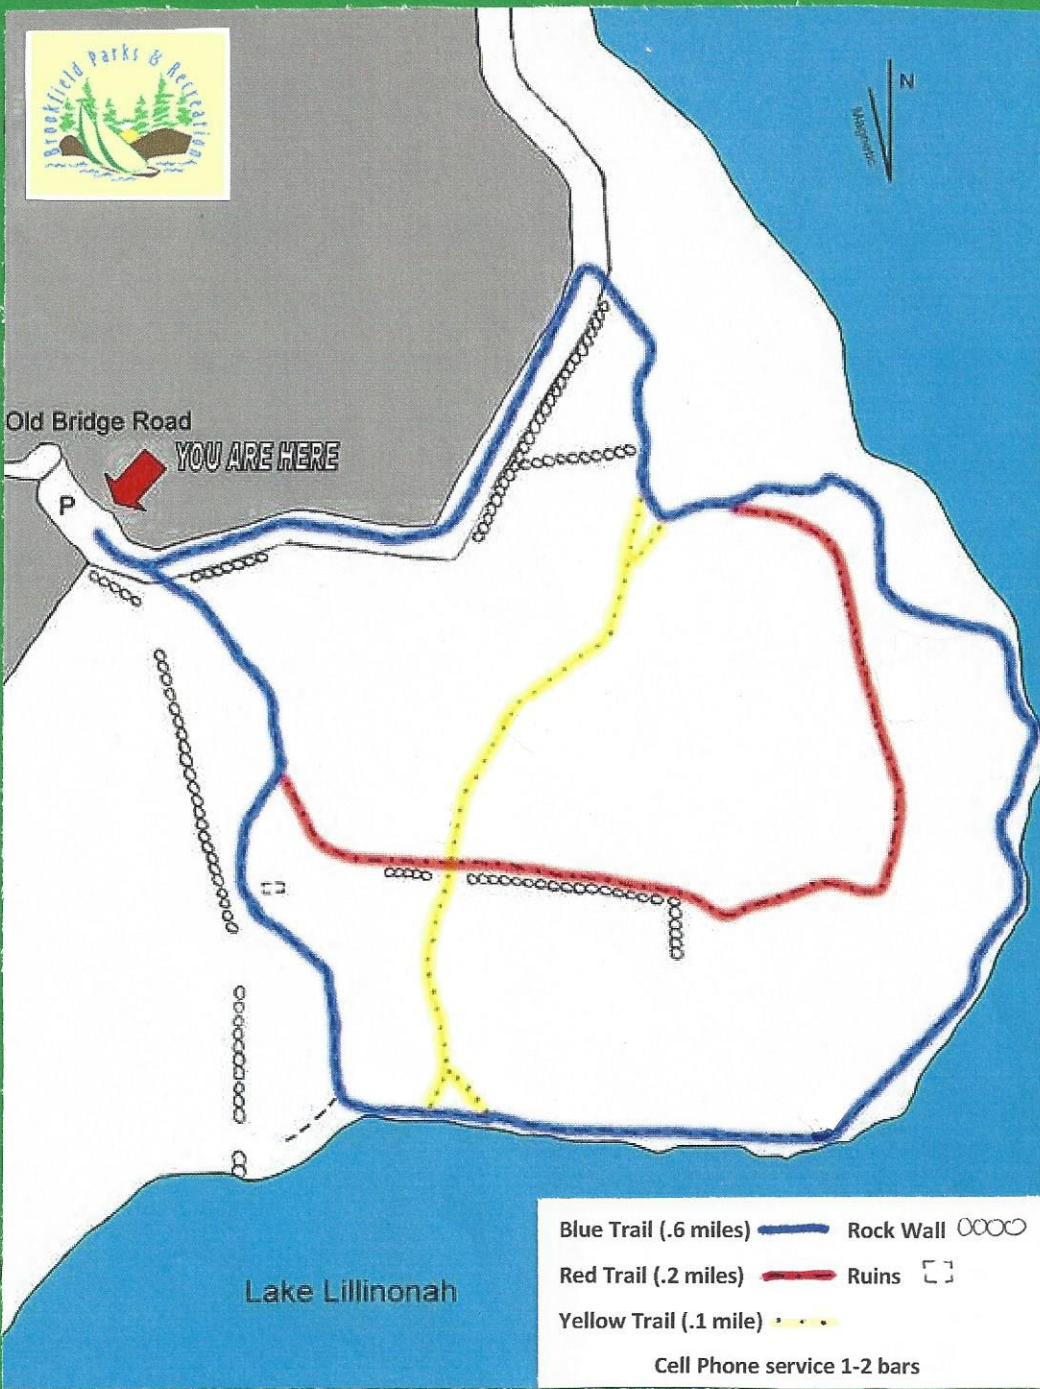 Brookfield Parks & Recreation
N
Magnetic
Old Bridge Road
YOU ARE HERE
P
Blue Trail (.6 miles)
Rock Wall
Red Trail (.2 miles)
Ruins
Yellow Trail (.1 mile)
Cell Phone service 1-2 bars
Lake Lillinonah